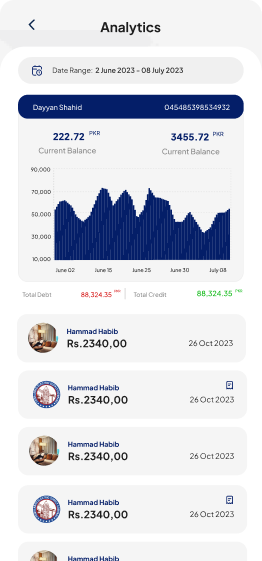 Analytics
Date Range: 2 June 2023 - 08 July 2023
Dayyan Shahid 045485398534932
222.72 PKR 3455.72 PKR
Current Balance Current Balance
90,000
70,000
50,000
30,000
10,000
June 02 June 15 June 25 June 30 July 08
Total Debt 88,324.35 PKR Total Credit 88,324.35 PKR
Hammad Habib
Rs.2340,00 26 Oct 2023
Hammad Habib
Rs.2340,00 26 Oct 2023
Hammad Habib
Rs.2340,00 26 Oct 2023
Hammad Habib
Rs.2340,00 26 Oct 2023
Hammad Habib